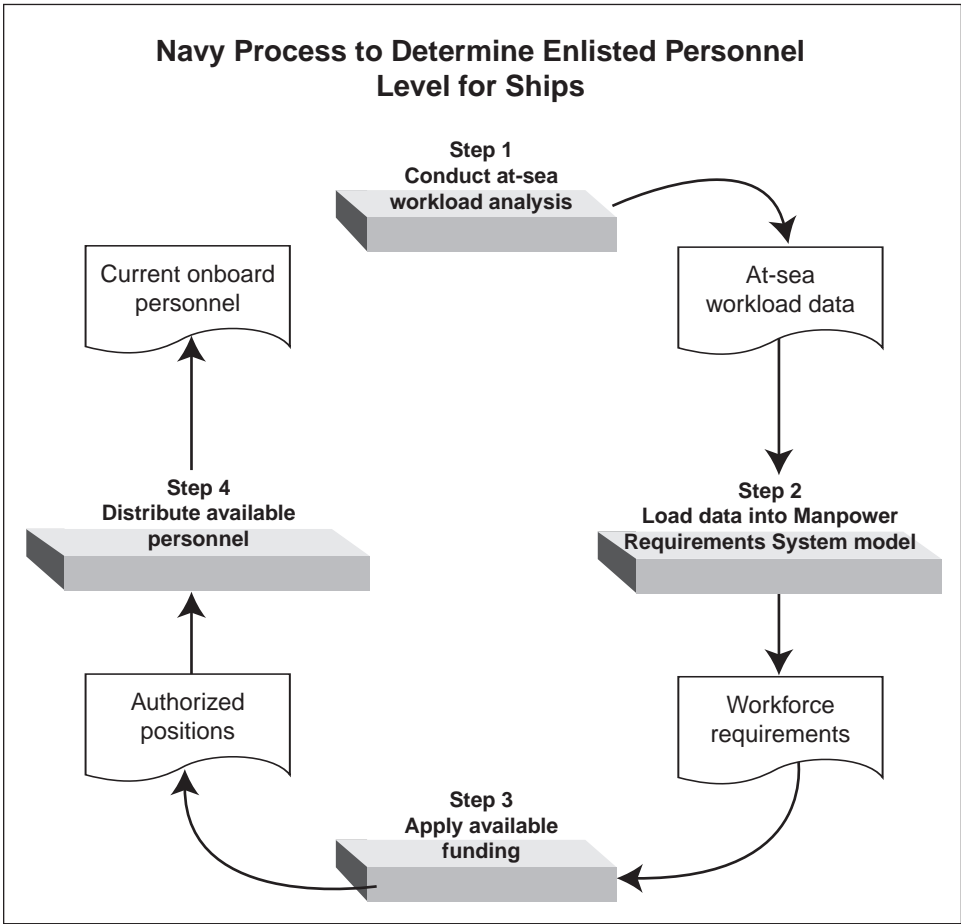 Navy Process to Determine Enlisted Personnel
Level for Ships
Step 1
Conduct at-sea
workload analysis
At-sea
workload data
Step 2
Load data into Manpower
Requirements System model
Workforce
requirements
Step 3
Apply available
funding
Authorized
positions
Step 4
Distribute available
personnel
Current onboard
personnel